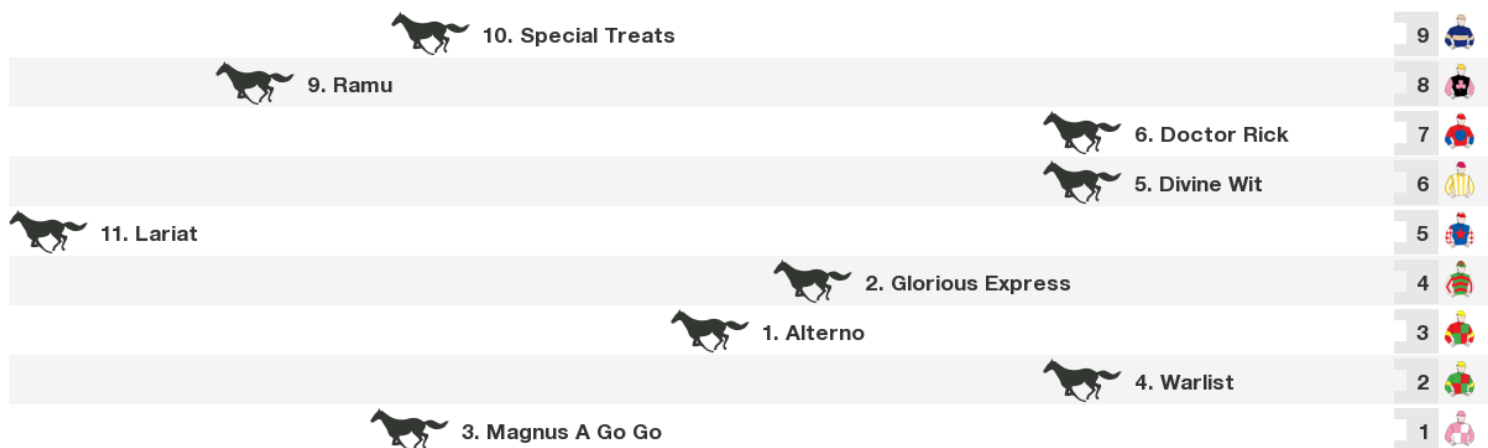 10. Special Treats 9
9. Ramu 8
6. Doctor Rick 7
5. Divine Wit 6
11. Lariat 5
2. Glorious Express 4
1. Alterno 3
4. Warlist 2
3. Magnus A Go Go 1